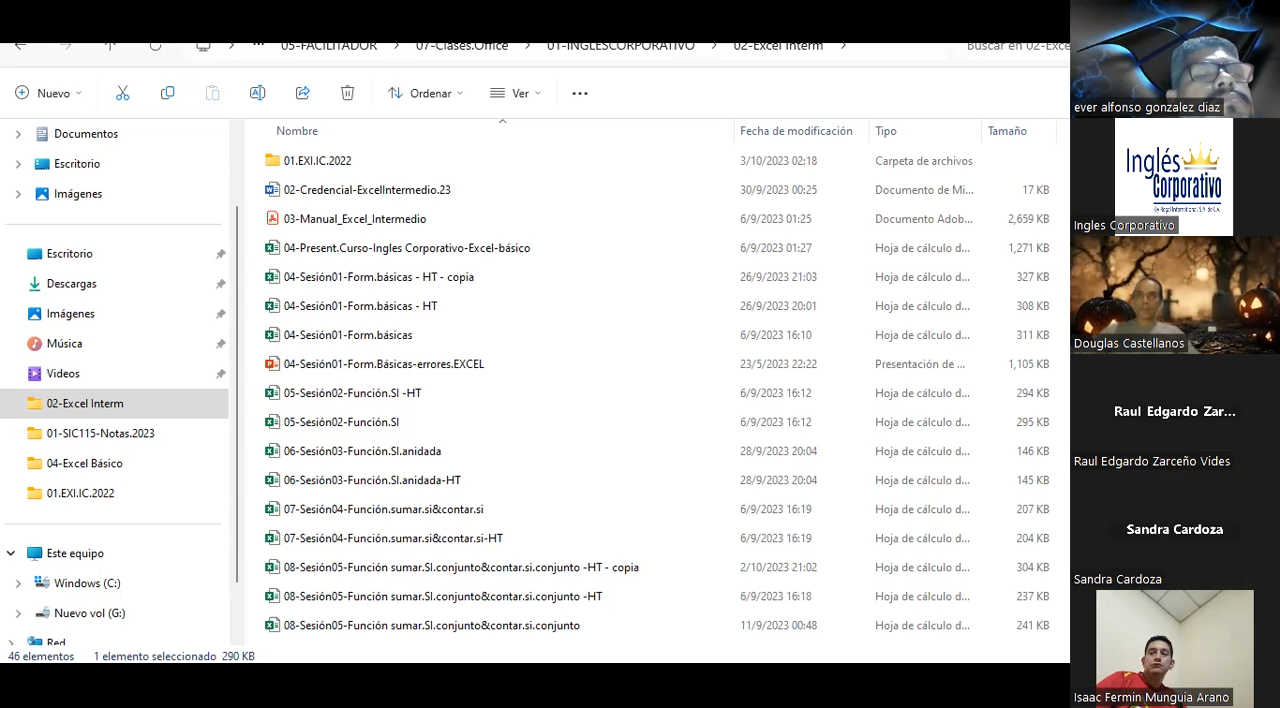 05-FACILITADOR > 07-Clases.Office > 01-INGLESCORPORATIVO > 02-Excel Interm >
Buscar en 02-Exce
Nuevo
Ordenar
Ver
Documentos
Escritorio
Imágenes
Escritorio
Descargas
Imágenes
Música
Videos
02-Excel Interm
01-SIC115-Notas.2023
04-Excel Básico
01.EXI.IC.2022
Este equipo
Windows (C:)
Nuevo vol (G:)
Red
Nombre Fecha de modificación Tipo Tamaño
01.EXI.IC.2022 3/10/2023 02:18 Carpeta de archivos
02-Credencial-ExcelIntermedio.23 30/9/2023 00:25 Documento de Mi... 17 KB
03-Manual_Excel_Intermedio 6/9/2023 01:25 Documento Adob... 2,659 KB
04-Present.Curso-Ingles Corporativo-Excel-básico 6/9/2023 01:27 Hoja de cálculo d... 1,271 KB
04-Sesión01-Form.básicas - HT - copia 26/9/2023 21:03 Hoja de cálculo d... 327 KB
04-Sesión01-Form.básicas - HT 26/9/2023 20:01 Hoja de cálculo d... 308 KB
04-Sesión01-Form.básicas 6/9/2023 16:10 Hoja de cálculo d... 311 KB
04-Sesión01-Form.Básicas-errores.EXCEL 23/5/2023 22:22 Presentación de ... 1,105 KB
05-Sesión02-Función.SI -HT 6/9/2023 16:12 Hoja de cálculo d... 294 KB
05-Sesión02-Función.SI 6/9/2023 16:12 Hoja de cálculo d... 295 KB
06-Sesión03-Función.SI.anidada 28/9/2023 20:04 Hoja de cálculo d... 146 KB
06-Sesión03-Función.SI.anidada-HT 28/9/2023 20:04 Hoja de cálculo d... 145 KB
07-Sesión04-Función.sumar.si&contar.si 6/9/2023 16:19 Hoja de cálculo d... 207 KB
07-Sesión04-Función.sumar.si&contar.si-HT 6/9/2023 16:19 Hoja de cálculo d... 204 KB
08-Sesión05-Función sumar.SI.conjunto&contar.si.conjunto -HT - copia 2/10/2023 21:02 Hoja de cálculo d... 304 KB
08-Sesión05-Función sumar.SI.conjunto&contar.si.conjunto -HT 6/9/2023 16:18 Hoja de cálculo d... 237 KB
08-Sesión05-Función sumar.SI.conjunto&contar.si.conjunto 11/9/2023 00:48 Hoja de cálculo d... 241 KB
46 elementos 1 elemento seleccionado 290 KB
ever alfonso gonzalez diaz
Inglés
Corporativo
Ingles Corporativo
Douglas Castellanos
Raul Edgardo Zar...
Raul Edgardo Zarceño Vides
Sandra Cardoza
Sandra Cardoza
Isaac Fermin Munguia Arano